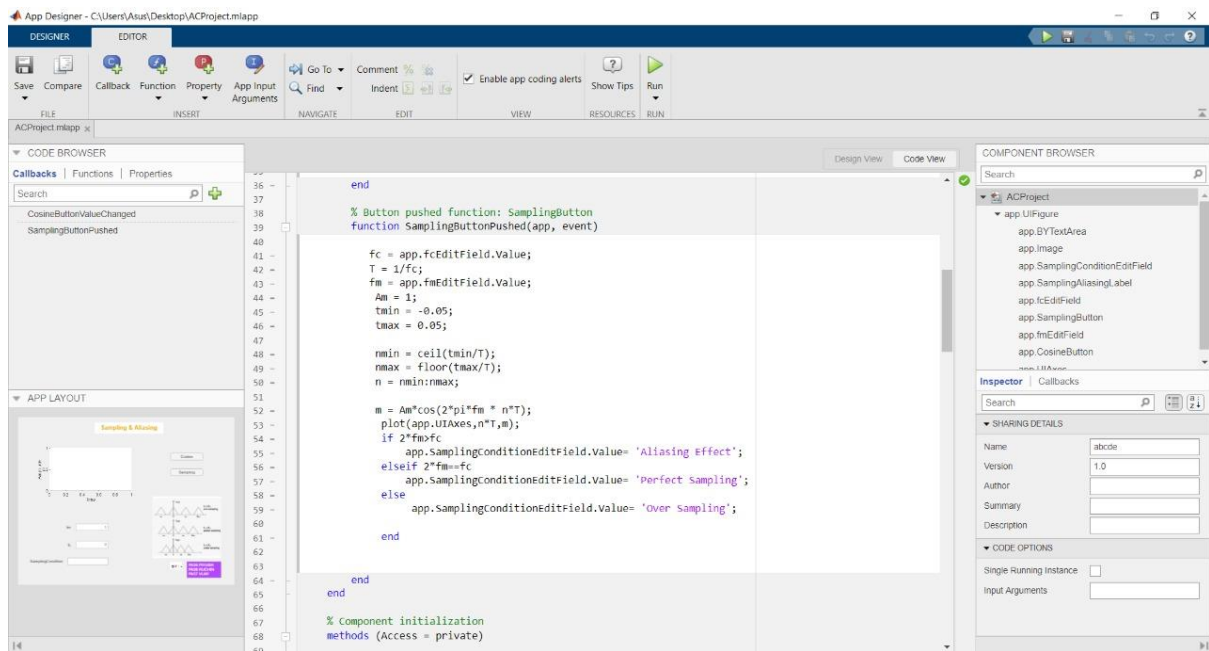 App Designer - C:\Users\Asus\Desktop\ACProject.mlapp
DESIGNER EDITOR
Save Compare Callback Function Property App Input Arguments
Go To Comment
Find Indent
Enable app coding alerts
Show Tips Run
FILE INSERT NAVIGATE EDIT VIEW RESOURCES RUN
ACProject.mlapp
CODE BROWSER
Callbacks | Functions | Properties
Search
CosineButtonValueChanged
SamplingButtonPushed
APP LAYOUT
Sampling & Aliasing
Design View Code View
36 end
37
38 % Button pushed function: SamplingButton
39 function SamplingButtonPushed(app, event)
40
41 fc = app.fcEditField.Value;
42 T = 1/fc;
43 fm = app.fmEditField.Value;
44 Am = 1;
45 tmin = -0.05;
46 tmax = 0.05;
47
48 nmin = ceil(tmin/T);
49 nmax = floor(tmax/T);
50 n = nmin:nmax;
51
52 m = Am*cos(2*pi*fm * n*T);
53 plot(app.UIAxes,n*T,m);
54 if 2*fm>fc
55 app.SamplingConditionEditField.Value= 'Aliasing Effect';
56 elseif 2*fm==fc
57 app.SamplingConditionEditField.Value= 'Perfect Sampling';
58 else
59 app.SamplingConditionEditField.Value= 'Over Sampling';
60
61 end
62
63
64 end
65 end
66
67 % Component initialization
68 methods (Access = private)
COMPONENT BROWSER
Search
ACProject
app.UIFigure
app.BYTextArea
app.Image
app.SamplingConditionEditField
app.SamplingAliasingLabel
app.fcEditField
app.SamplingButton
app.fmEditField
app.CosineButton
app.UIAxes
Inspector | Callbacks
Search
SHARING DETAILS
Name abcde
Version 1.0
Author
Summary
Description
CODE OPTIONS
Single Running Instance
Input Arguments